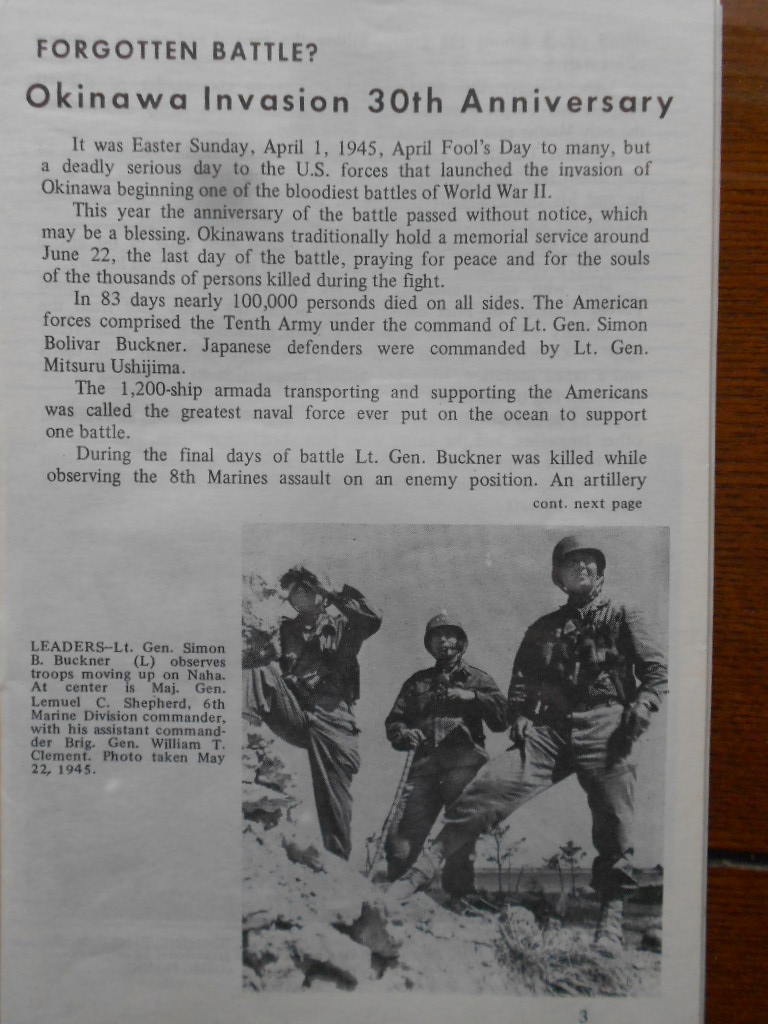 FORGOTTEN BATTLE?
Okinawa Invasion 30th Anniversary
It was Easter Sunday, April 1, 1945, April Fool's Day to many, but
a deadly serious day to the U.S. forces that launched the invasion of
Okinawa beginning one of the bloodiest battles of World War II.
This year the anniversary of the battle passed without notice, which
may be a blessing. Okinawans traditionally hold a memorial service around
June 22, the last day of the battle, praying for peace and for the souls
of the thousands of persons killed during the fight.
In 83 days nearly 100,000 personds died on all sides. The American
forces comprised the Tenth Army under the command of Lt. Gen. Simon
Bolivar Buckner. Japanese defenders were commanded by Lt. Gen.
Mitsuru Ushijima.
The 1,200-ship armada transporting and supporting the Americans
was called the greatest naval force ever put on the ocean to support
one battle.
During the final days of battle Lt. Gen. Buckner was killed while
observing the 8th Marines assault on an enemy position. An artillery
cont. next page
LEADERS—Lt. Gen. Simon
B. Buckner (L) observes
troops moving up on Naha.
At center is Maj. Gen.
Lemuel C. Shepherd, 6th
Marine Division commander,
with his assistant comman-
der Brig. Gen. William T.
Clement. Photo taken May
22, 1945.
3